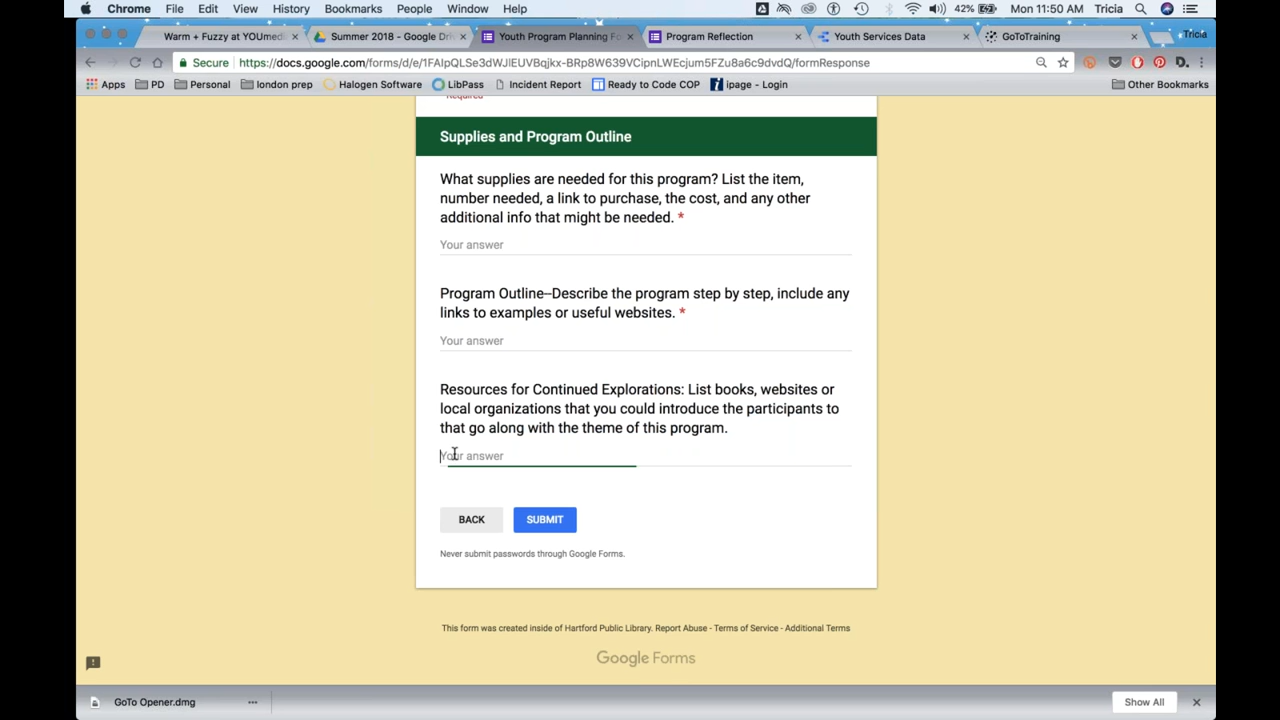 Chrome File Edit View History Bookmarks People Window Help 42% Mon 11:50 AM Tricia
Warm + Fuzzy at YOUmedi Summer 2018 - Google Dri Youth Program Planning Fo Program Reflection Youth Services Data GoToTraining Tricia
Secure https://docs.google.com/forms/d/e/1FAIpQLSe3dWJlEUVBqjkx-BRp8W639VCipnLWEcjum5FZu8a6c9dvdQ/formResponse
Apps PD Personal london prep Halogen Software LibPass Incident Report Ready to Code COP ipage - Login Other Bookmarks
Required
Supplies and Program Outline
What supplies are needed for this program? List the item,
number needed, a link to purchase, the cost, and any other
additional info that might be needed. *
Your answer
Program Outline--Describe the program step by step, include any
links to examples or useful websites. *
Your answer
Resources for Continued Explorations: List books, websites or
local organizations that you could introduce the participants to
that go along with the theme of this program.
Your answer
BACK SUBMIT
Never submit passwords through Google Forms.
This form was created inside of Hartford Public Library. Report Abuse - Terms of Service - Additional Terms
Google Forms
GoTo Opener.dmg Show All